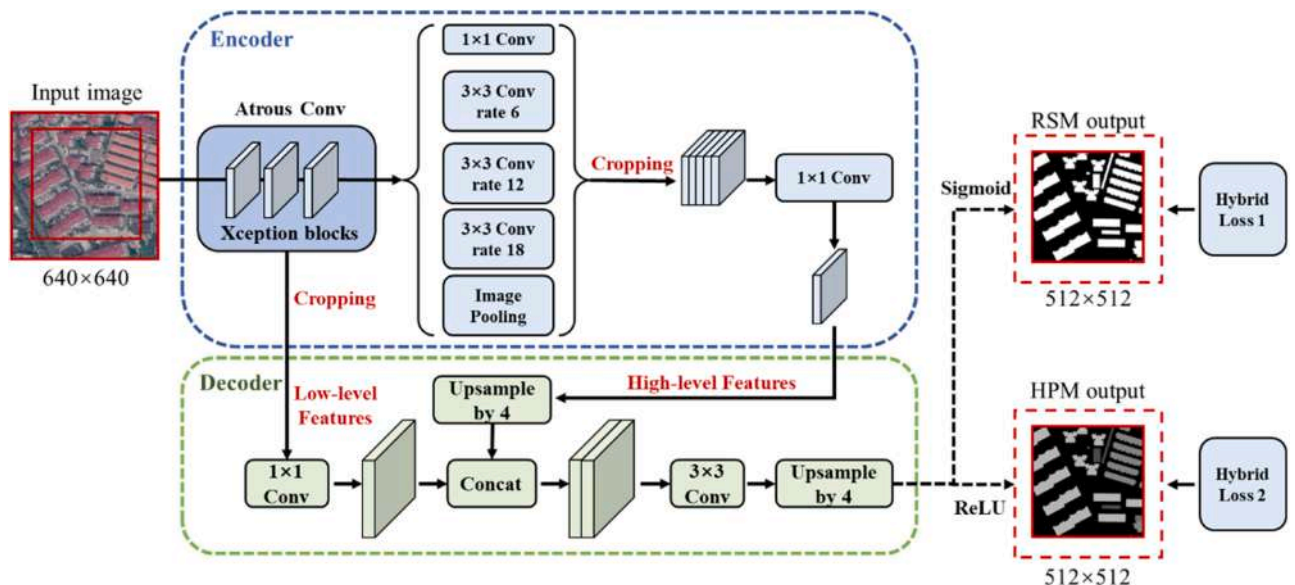 Encoder
Input image
640×640
Atrous Conv
Xception blocks
1×1 Conv
3×3 Conv
rate 6
3×3 Conv
rate 12
3×3 Conv
rate 18
Image
Pooling
Cropping
1×1 Conv
Cropping
Decoder
Low-level
Features
High-level Features
Upsample
by 4
1×1
Conv
Concat
3×3
Conv
Upsample
by 4
Sigmoid
ReLU
RSM output
512×512
Hybrid
Loss 1
HPM output
512×512
Hybrid
Loss 2